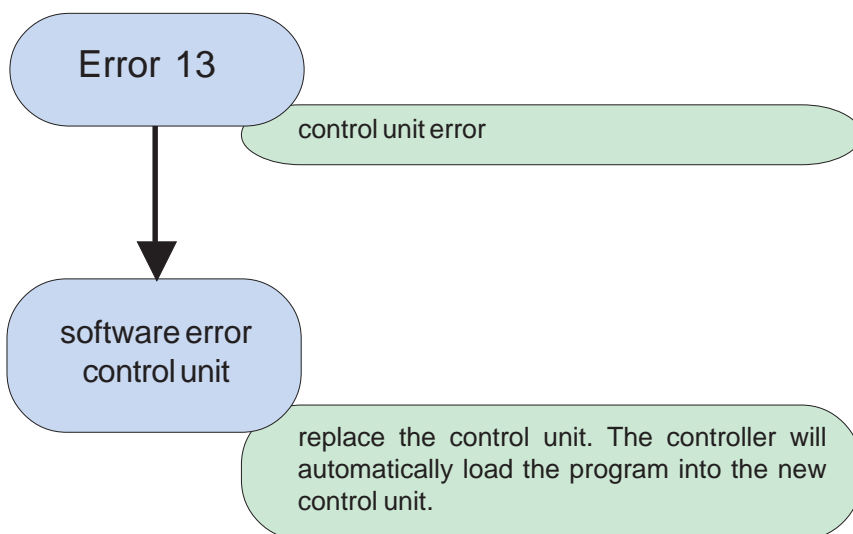 Error 13
control unit error
software error
control unit
replace the control unit. The controller will
automatically load the program into the new
control unit.